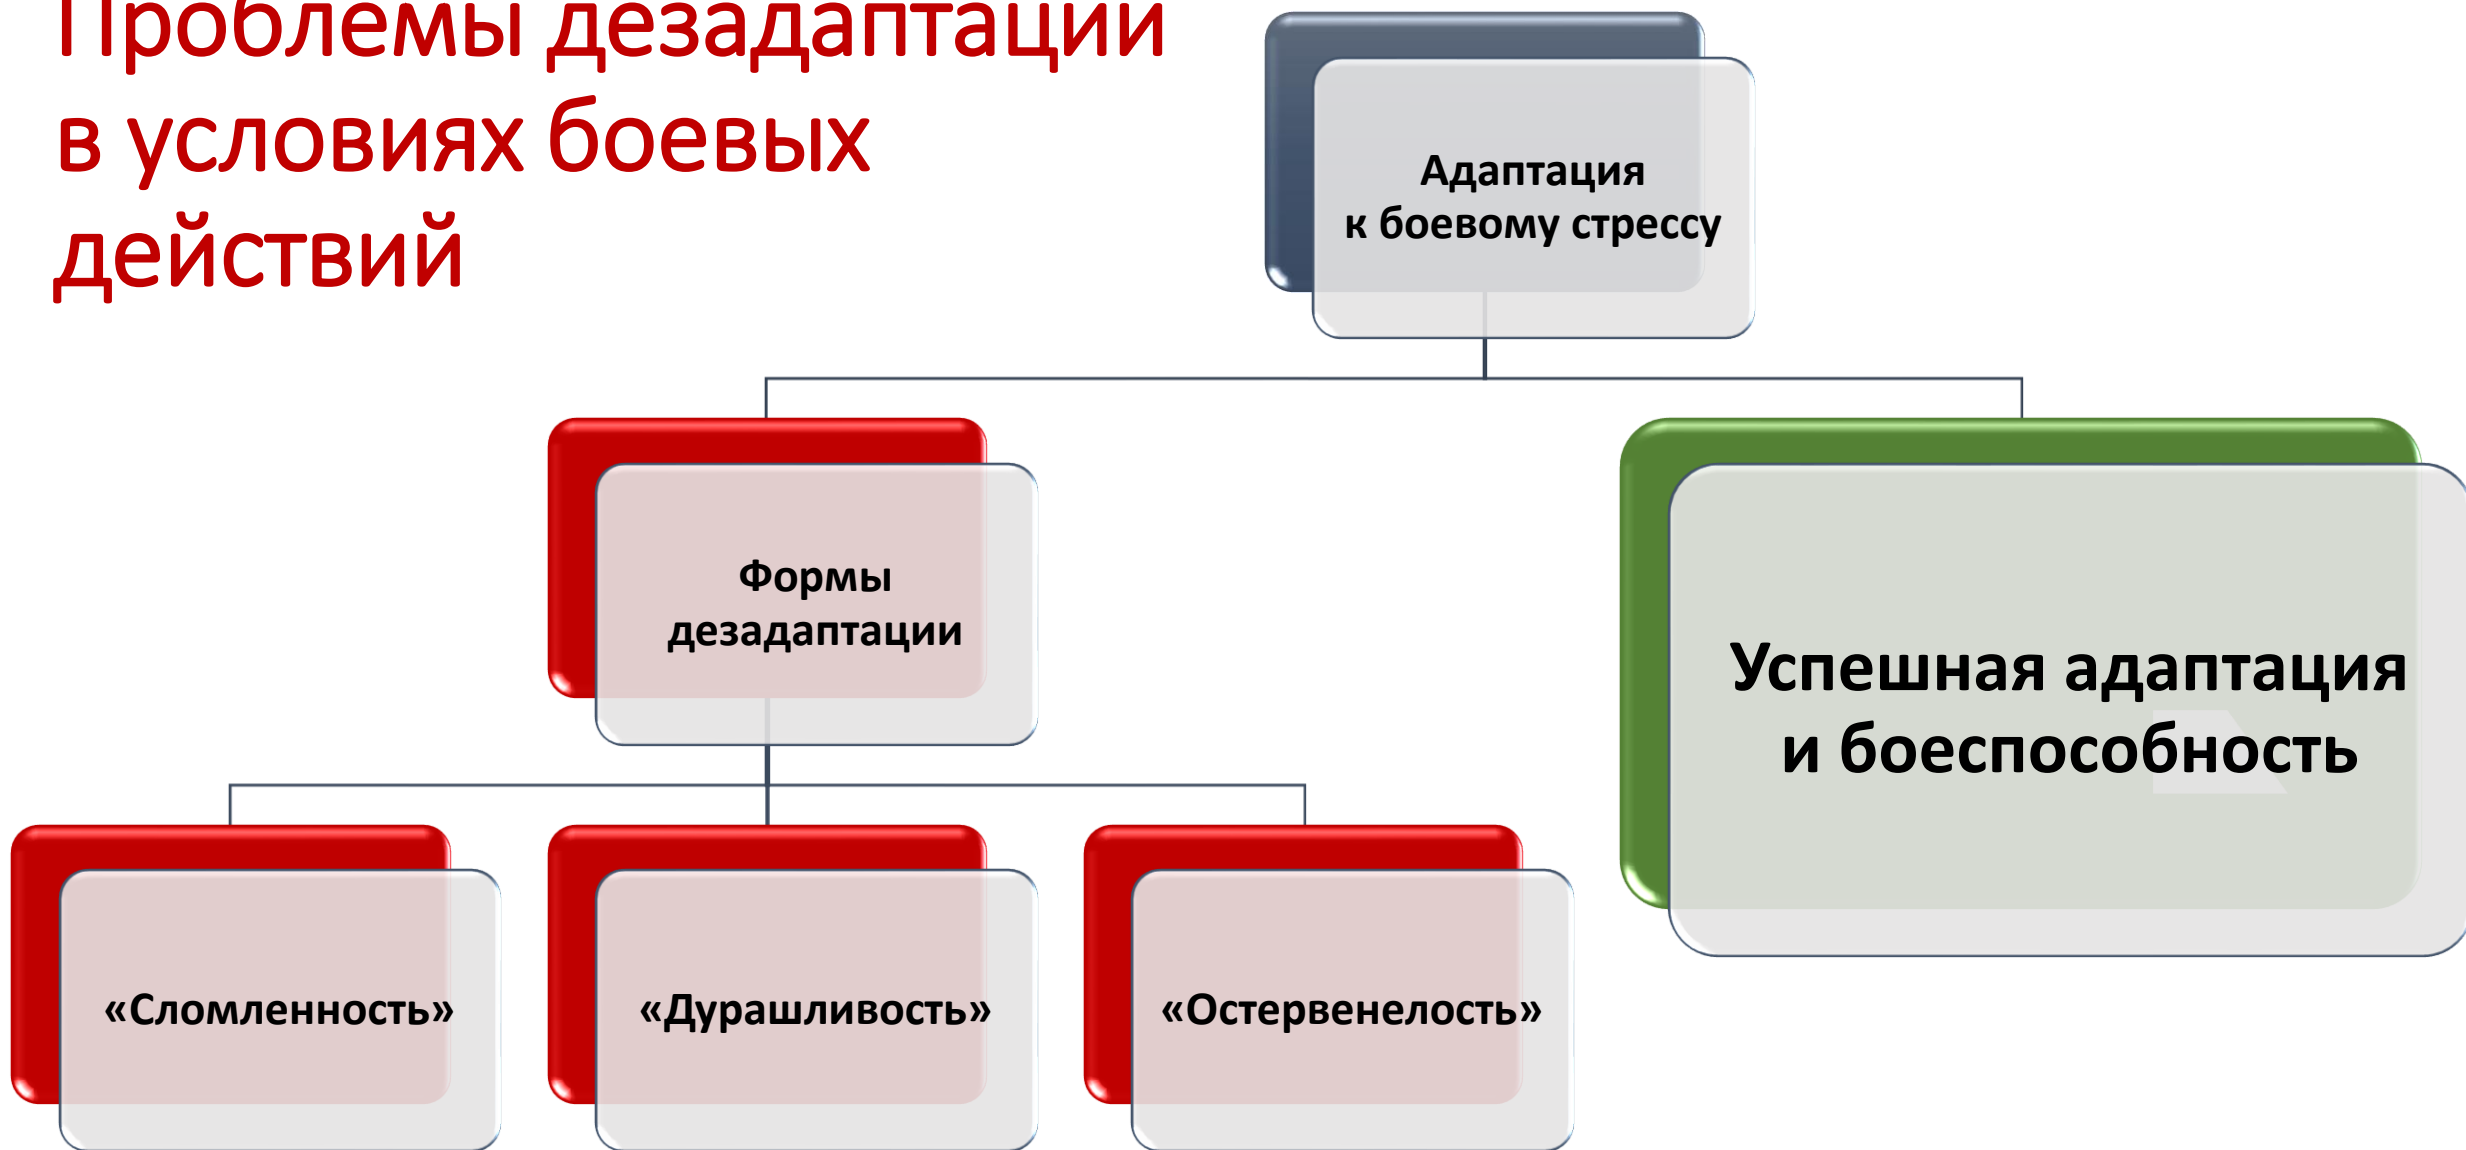 Проблемы дезадаптации
в условиях боевых
действий
Адаптация
к боевому стрессу
Формы
дезадаптации
Успешная адаптация
и боеспособность
«Сломленность»
«Дурашливость»
«Остервенелость»